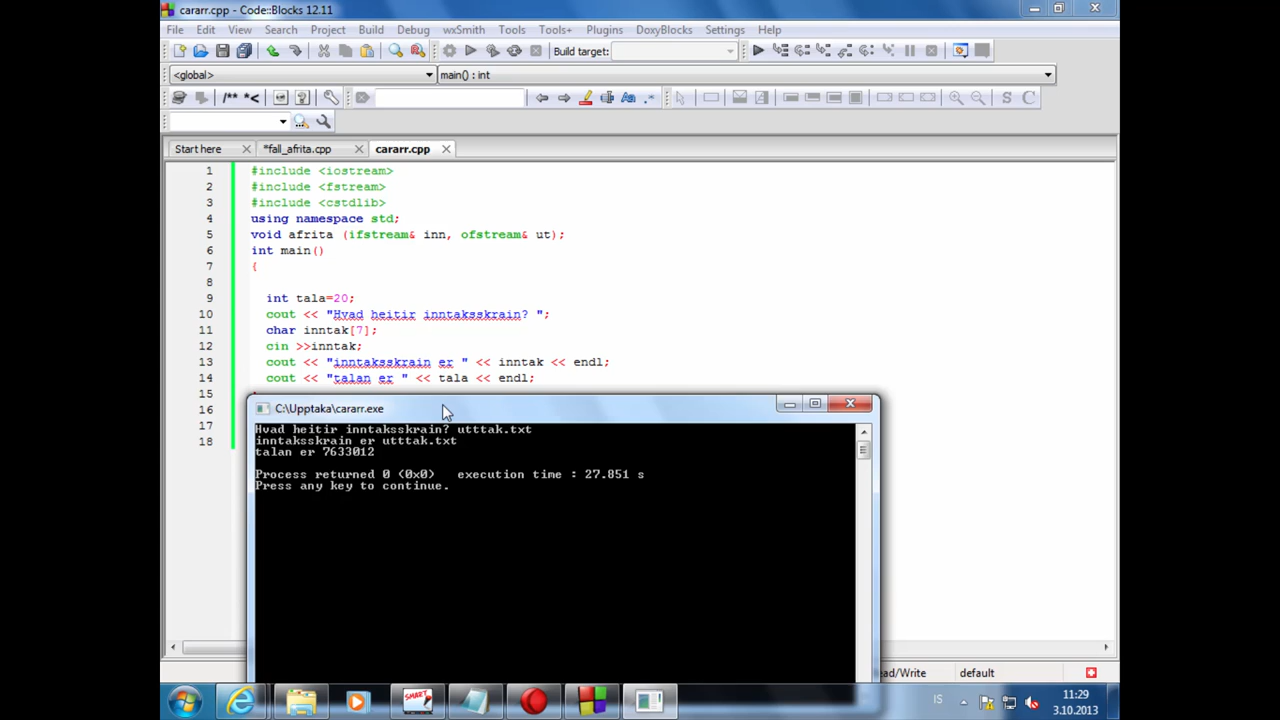 cararr.cpp - Code::Blocks 12.11
File Edit View Search Project Build Debug wxSmith Tools Tools+ Plugins DoxyBlocks Settings Help
Build target:
<global> main() : int
/** *<
Aa .*
S C
Start here *fall_afrita.cpp cararr.cpp
1 #include <iostream>
2 #include <fstream>
3 #include <cstdlib>
4 using namespace std;
5 void afrita (ifstream& inn, ofstream& ut);
6 int main()
7 {
8
9 int tala=20;
10 cout << "Hvad heitir inntaksskrain? ";
11 char inntak[7];
12 cin >>inntak;
13 cout << "inntaksskrain er " << inntak << endl;
14 cout << "talan er " << tala << endl;
15
16
17
18
C:\Upptaka\cararr.exe
Hvad heitir inntaksskrain? utttak.txt
inntaksskrain er utttak.txt
talan er 7633012
Process returned 0 (0x0) execution time : 27.851 s
Press any key to continue.
ead/Write default
SMART
IS
11:29
3.10.2013